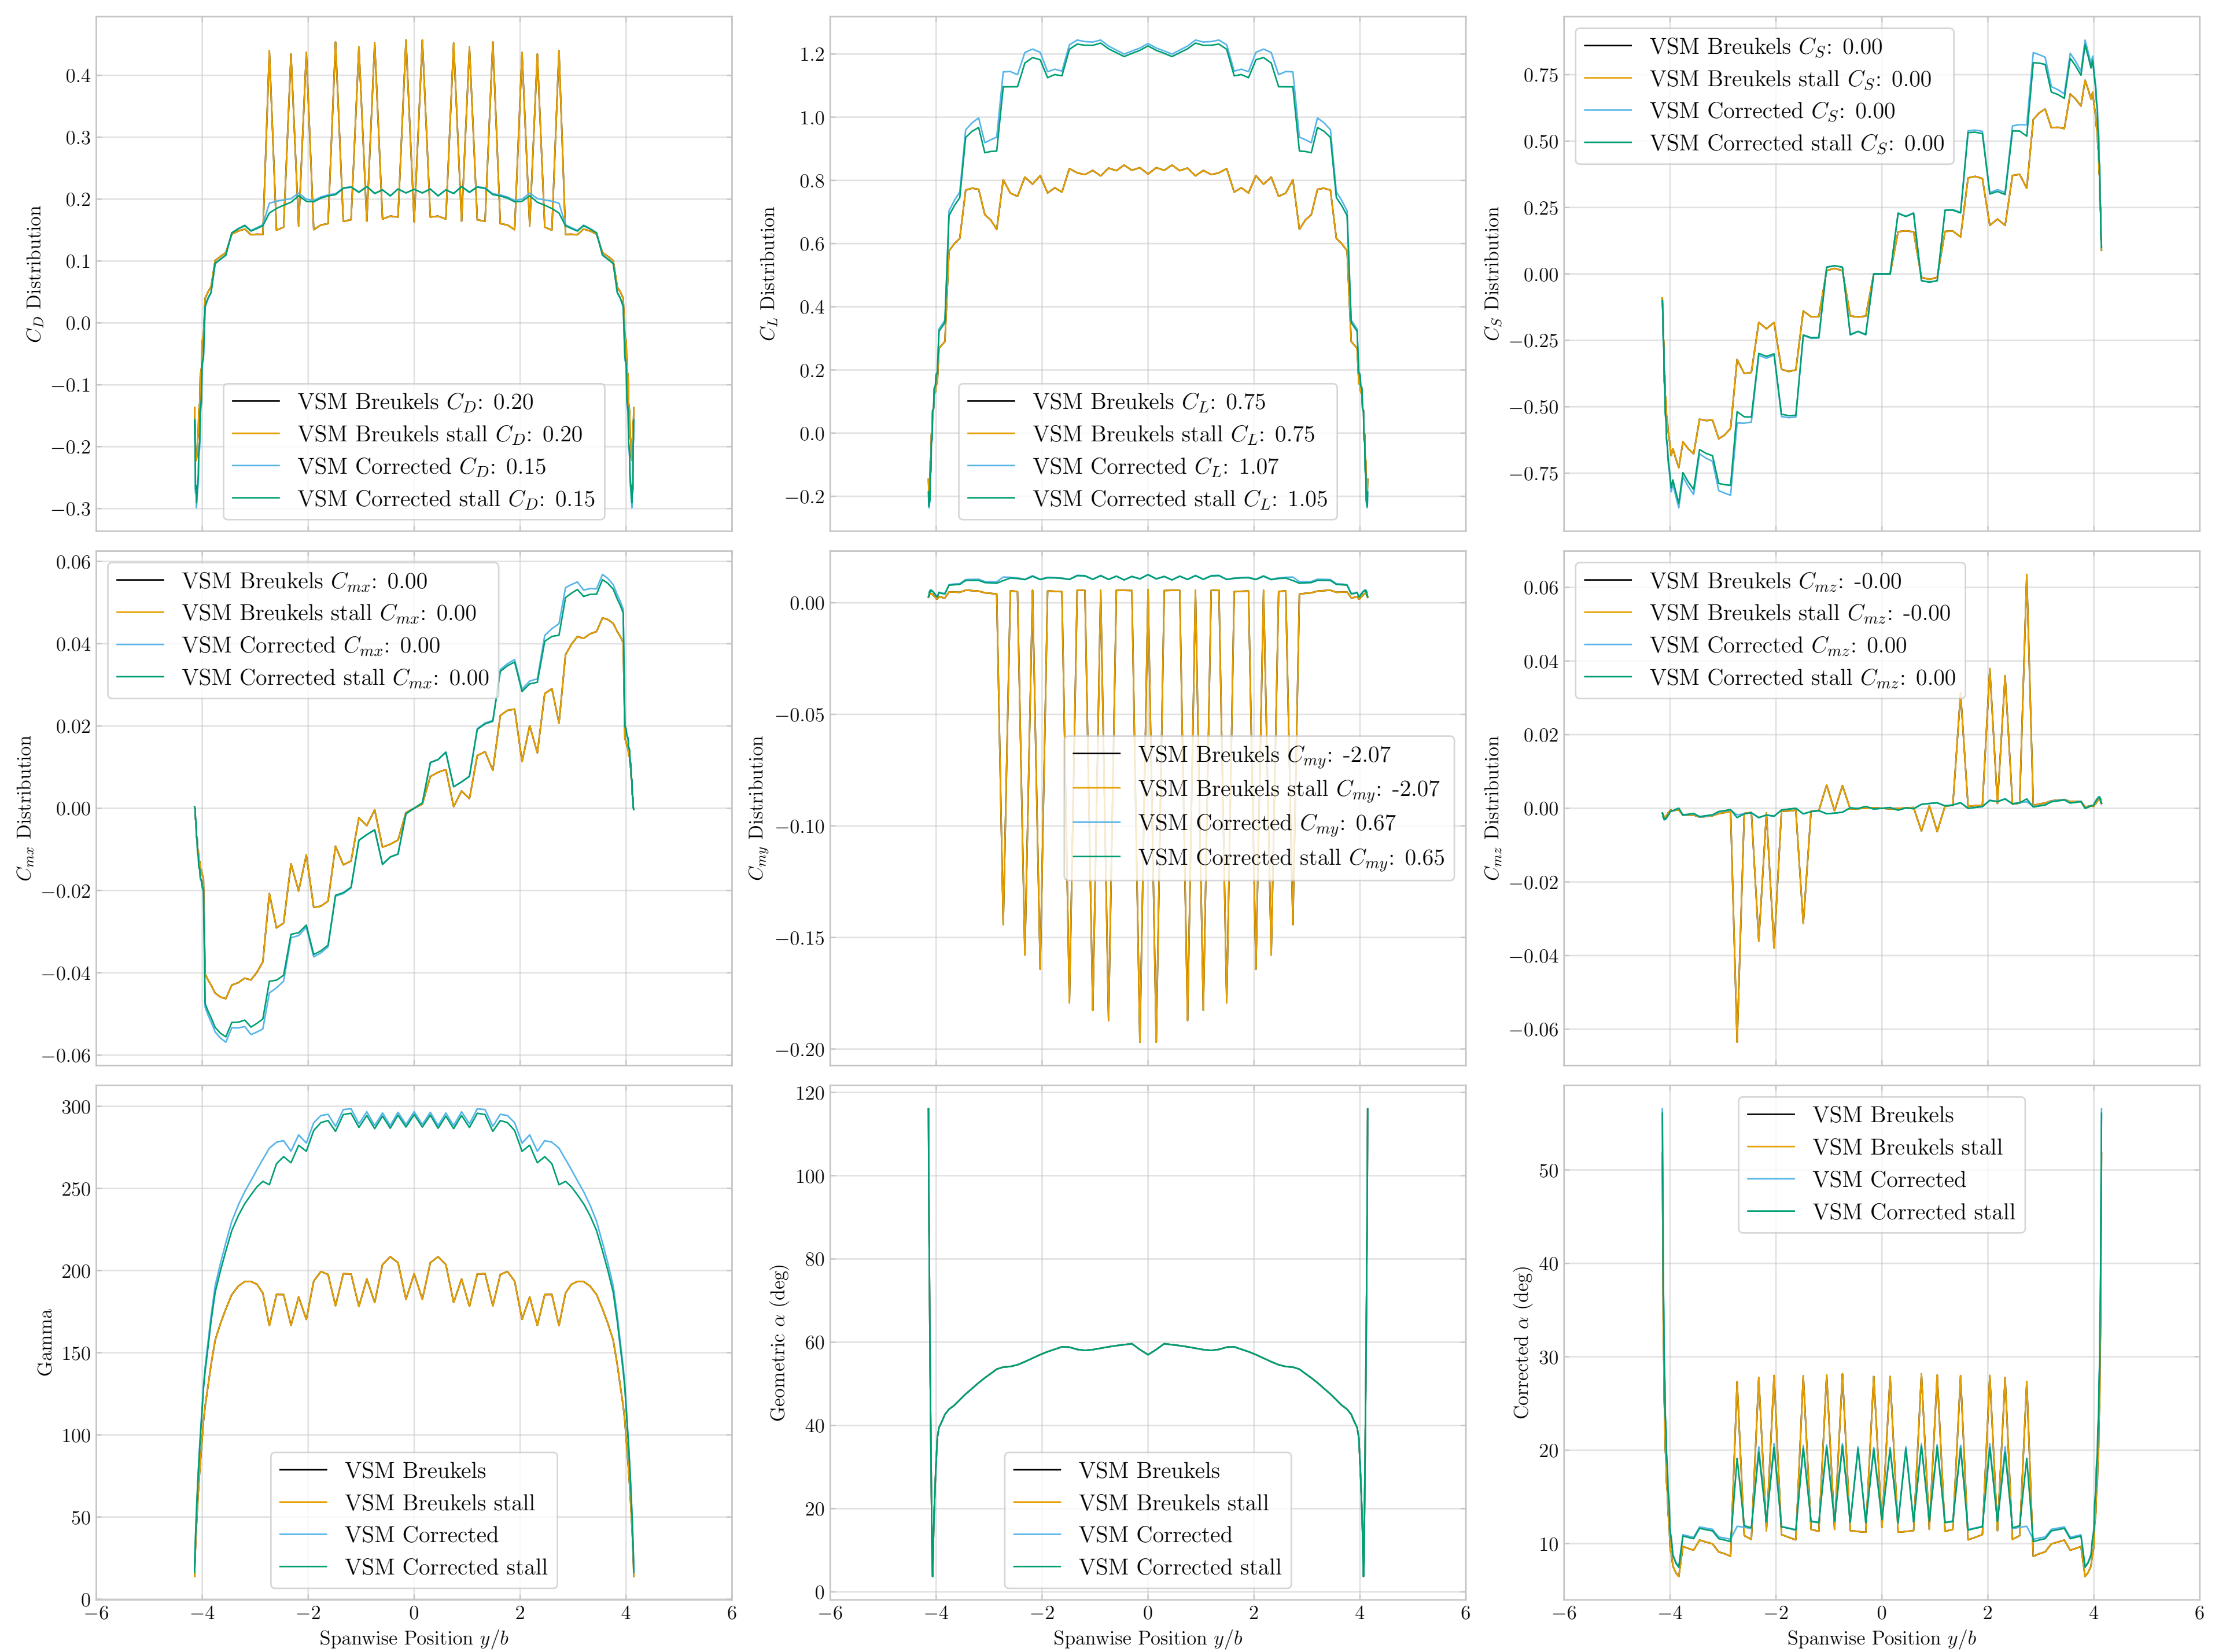 0.4
0.3
0.2
0.1
0.0
−0.1
−0.2
−0.3
C_D Distribution
VSM Breukels C_D: 0.20
VSM Breukels stall C_D: 0.20
VSM Corrected C_D: 0.15
VSM Corrected stall C_D: 0.15
1.2
1.0
0.8
0.6
0.4
0.2
0.0
−0.2
C_L Distribution
VSM Breukels C_L: 0.75
VSM Breukels stall C_L: 0.75
VSM Corrected C_L: 1.07
VSM Corrected stall C_L: 1.05
0.75
0.50
0.25
0.00
−0.25
−0.50
−0.75
C_S Distribution
VSM Breukels C_S: 0.00
VSM Breukels stall C_S: 0.00
VSM Corrected C_S: 0.00
VSM Corrected stall C_S: 0.00
0.06
0.04
0.02
0.00
−0.02
−0.04
−0.06
C_mx Distribution
VSM Breukels C_mx: 0.00
VSM Breukels stall C_mx: 0.00
VSM Corrected C_mx: 0.00
VSM Corrected stall C_mx: 0.00
0.00
−0.05
−0.10
−0.15
−0.20
C_my Distribution
VSM Breukels C_my: -2.07
VSM Breukels stall C_my: -2.07
VSM Corrected C_my: 0.67
VSM Corrected stall C_my: 0.65
0.06
0.04
0.02
0.00
−0.02
−0.04
−0.06
C_mz Distribution
VSM Breukels C_mz: -0.00
VSM Breukels stall C_mz: -0.00
VSM Corrected C_mz: 0.00
VSM Corrected stall C_mz: 0.00
300
250
200
150
100
50
0
Gamma
VSM Breukels
VSM Breukels stall
VSM Corrected
VSM Corrected stall
−6 −4 −2 0 2 4 6
Spanwise Position y/b
120
100
80
60
40
20
0
Geometric α (deg)
VSM Breukels
VSM Breukels stall
VSM Corrected
VSM Corrected stall
−6 −4 −2 0 2 4 6
Spanwise Position y/b
50
40
30
20
10
Corrected α (deg)
VSM Breukels
VSM Breukels stall
VSM Corrected
VSM Corrected stall
−6 −4 −2 0 2 4 6
Spanwise Position y/b